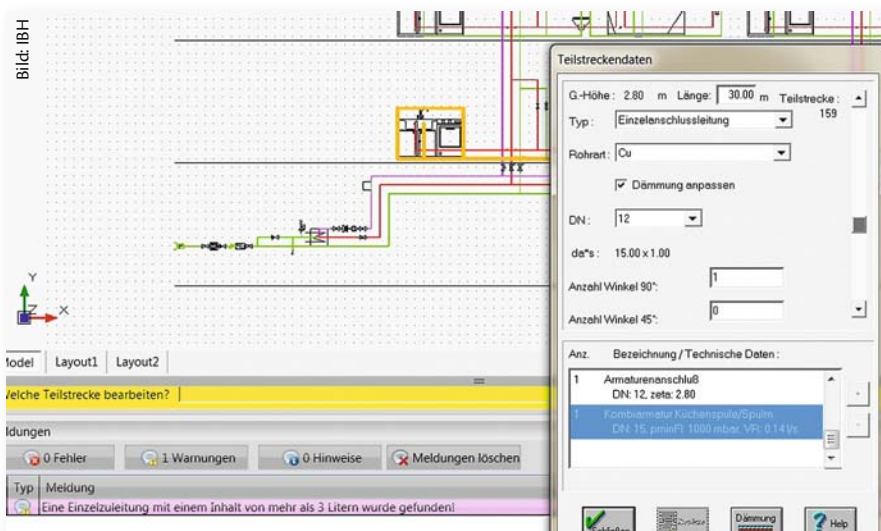 Bild: IBH
Teilstreckendaten
G.-Höhe: 2.80 m Länge: 30.00 m Teilstrecke:
159
Typ: Einzelanschlussleitung
Rohrart: Cu
Dämmung anpassen
DN: 12
da*s: 15.00 x 1.00
Anzahl Winkel 90°: 1
Anzahl Winkel 45°: 0
Anz. Bezeichnung / Technische Daten:
1 Armaturenanschluß
DN: 12, zeta: 2.80
1 Kombiarmatur Küchenspüle/Spülm
DN: 15, pminFl: 1000 mbar, VR: 0.14 l/s
Schließen
Dämmung
? Help
Y
Z X
Model Layout1 Layout2
Welche Teilstrecke bearbeiten?
ldungen
0 Fehler 1 Warnungen 0 Hinweise Meldungen löschen
Typ Meldung
Eine Einzelzuleitung mit einem Inhalt von mehr als 3 Litern wurde gefunden!